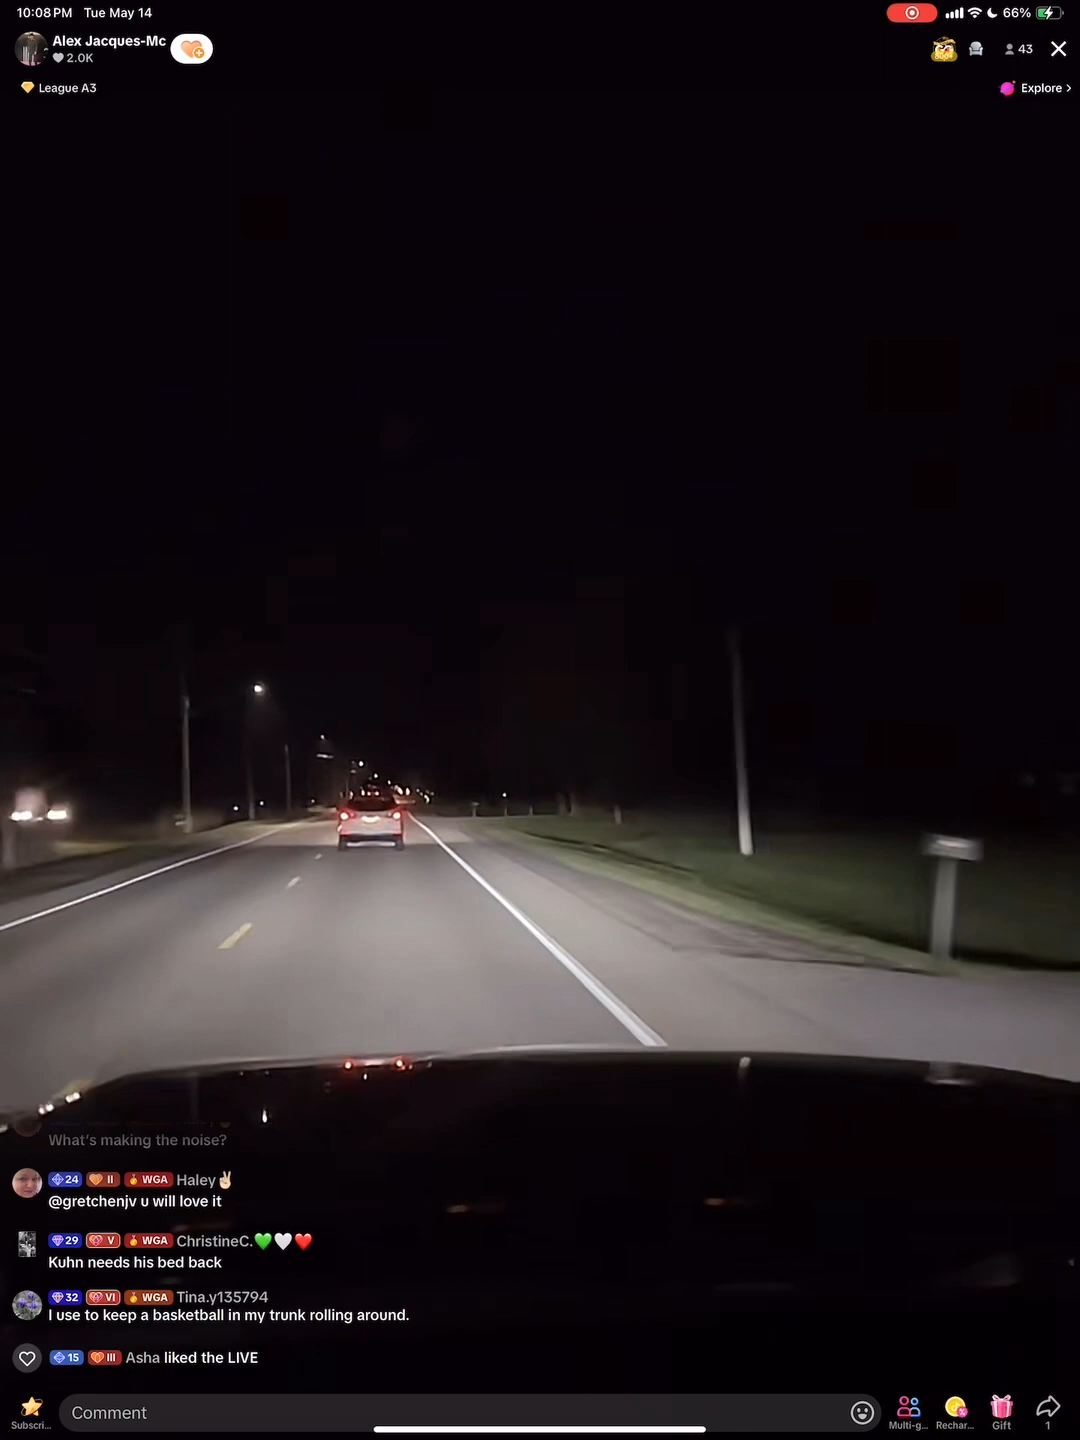 10:08 PM Tue May 14
66%
Alex Jacques-Mc
2.0K
43
League A3
Explore
What's making the noise?
24 II WGA Haley✌🏻
@gretchenjv u will love it
29 V WGA ChristineC.💚🤍❤️
Kuhn needs his bed back
32 VI WGA Tina.y135794
I use to keep a basketball in my trunk rolling around.
15 III Asha liked the LIVE
Comment
Subscri...
Multi-g...
Rechar...
Gift
1